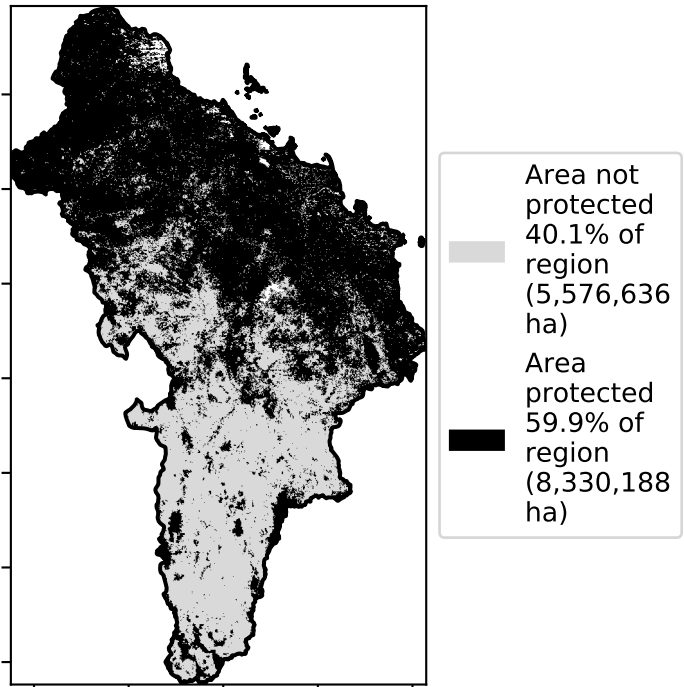 Area not
protected
40.1% of
region
(5,576,636
ha)
Area
protected
59.9% of
region
(8,330,188
ha)